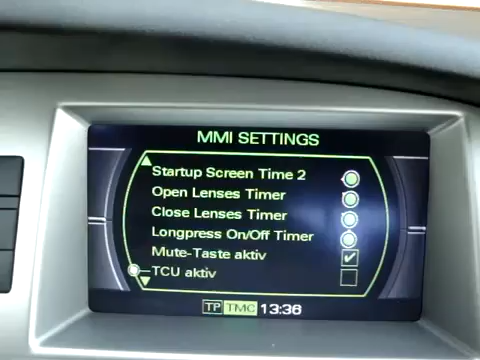 MMI SETTINGS
Startup Screen Time 2
Open Lenses Timer
Close Lenses Timer
Longpress On/Off Timer
Mute-Taste aktiv
TCU aktiv
TP TMC 13:36